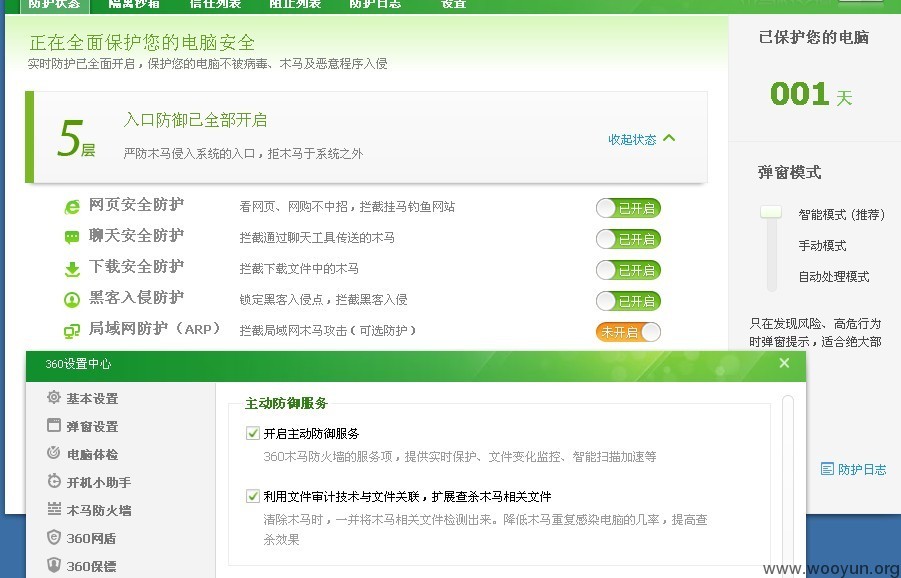 防护状态 隔离沙箱 信任列表 阻止列表 防护日志 设置
正在全面保护您的电脑安全
实时防护已全面开启，保护您的电脑不被病毒、木马及恶意程序入侵
5层
入口防御已全部开启
严防木马侵入系统的入口，拒木马于系统之外
收起状态
网页安全防护 看网页、网购不中招，拦截挂马钓鱼网站 已开启
聊天安全防护 拦截通过聊天工具传送的木马 已开启
下载安全防护 拦截下载文件中的木马 已开启
黑客入侵防护 锁定黑客入侵点，拦截黑客入侵 已开启
局域网防护（ARP） 拦截局域网木马攻击（可选防护） 未开启
已保护您的电脑
001 天
弹窗模式
智能模式 (推荐)
手动模式
自动处理模式
只在发现风险、高危行为
时弹窗提示，适合绝大部
防护日志
360设置中心
基本设置
弹窗设置
电脑体检
开机小助手
木马防火墙
360网盾
360保镖
主动防御服务
开启主动防御服务
360木马防火墙的服务项，提供实时保护、文件变化监控、智能扫描加速等
利用文件审计技术与文件关联，扩展查杀木马相关文件
清除木马时，一并将木马相关文件检测出来。降低木马重复感染电脑的几率，提高查
杀效果
www.wooyun.org